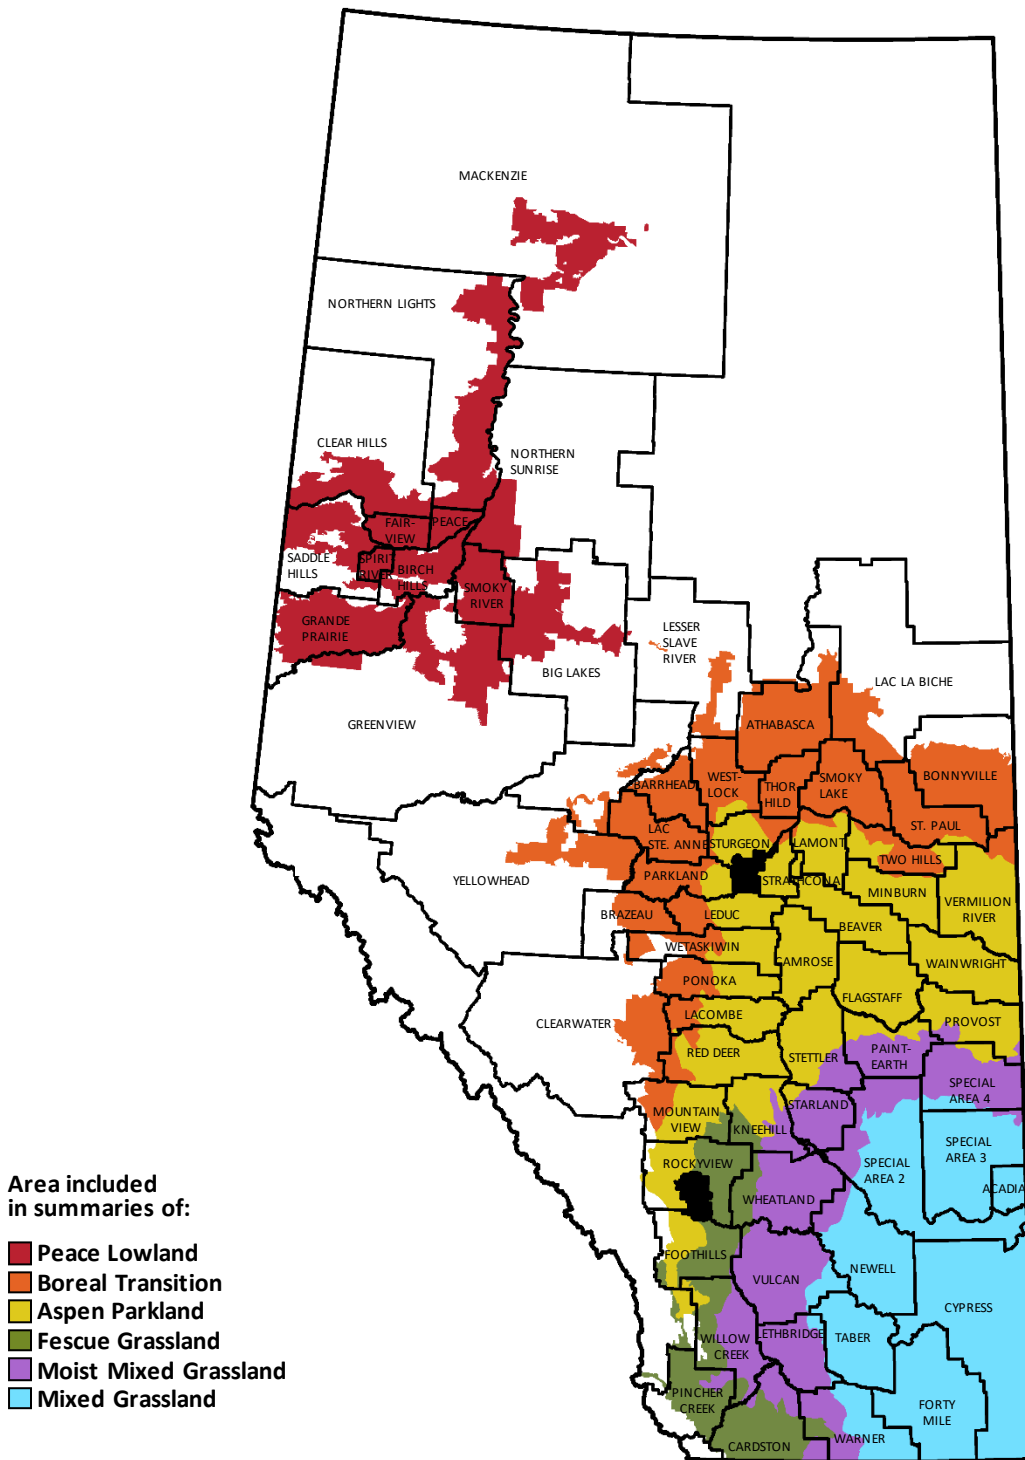 MACKENZIE
NORTHERN LIGHTS
CLEAR HILLS
NORTHERN
SUNRISE
FAIR-
VIEW
PEACE
SADDLE
HILLS
SPIRIT
RIVER
BIRCH
HILLS
SMOKY
RIVER
GRANDE
PRAIRIE
LESSER
SLAVE
RIVER
BIG LAKES
LAC LA BICHE
GREENVIEW
ATHABASCA
BARRHEAD
WEST-
LOCK
THOR
HILD
SMOKY
LAKE
BONNYVILLE
ST. PAUL
LAC
STE. ANNE
STURGEON
LAMONT
TWO HILLS
YELLOWHEAD
PARKLAND
STRATHCONA
MINBURN
VERMILION
RIVER
BRAZEAU
LEDUC
BEAVER
WETASKIWIN
CAMROSE
WAINWRIGHT
PONOKA
FLAGSTAFF
CLEARWATER
LACOMBE
PROVOST
RED DEER
STETTLER
PAINT-
EARTH
SPECIAL
AREA 4
MOUNTAIN
VIEW
KNEEHILL
STARLAND
SPECIAL
AREA 3
ROCKYVIEW
SPECIAL
AREA 2
ACADIA
WHEATLAND
FOOTHILLS
VULCAN
NEWELL
CYPRESS
WILLOW
CREEK
LETHBRIDGE
TABER
PINCHER
CREEK
FORTY
MILE
CARDSTON
WARNER
Area included
in summaries of:
Peace Lowland
Boreal Transition
Aspen Parkland
Fescue Grassland
Moist Mixed Grassland
Mixed Grassland